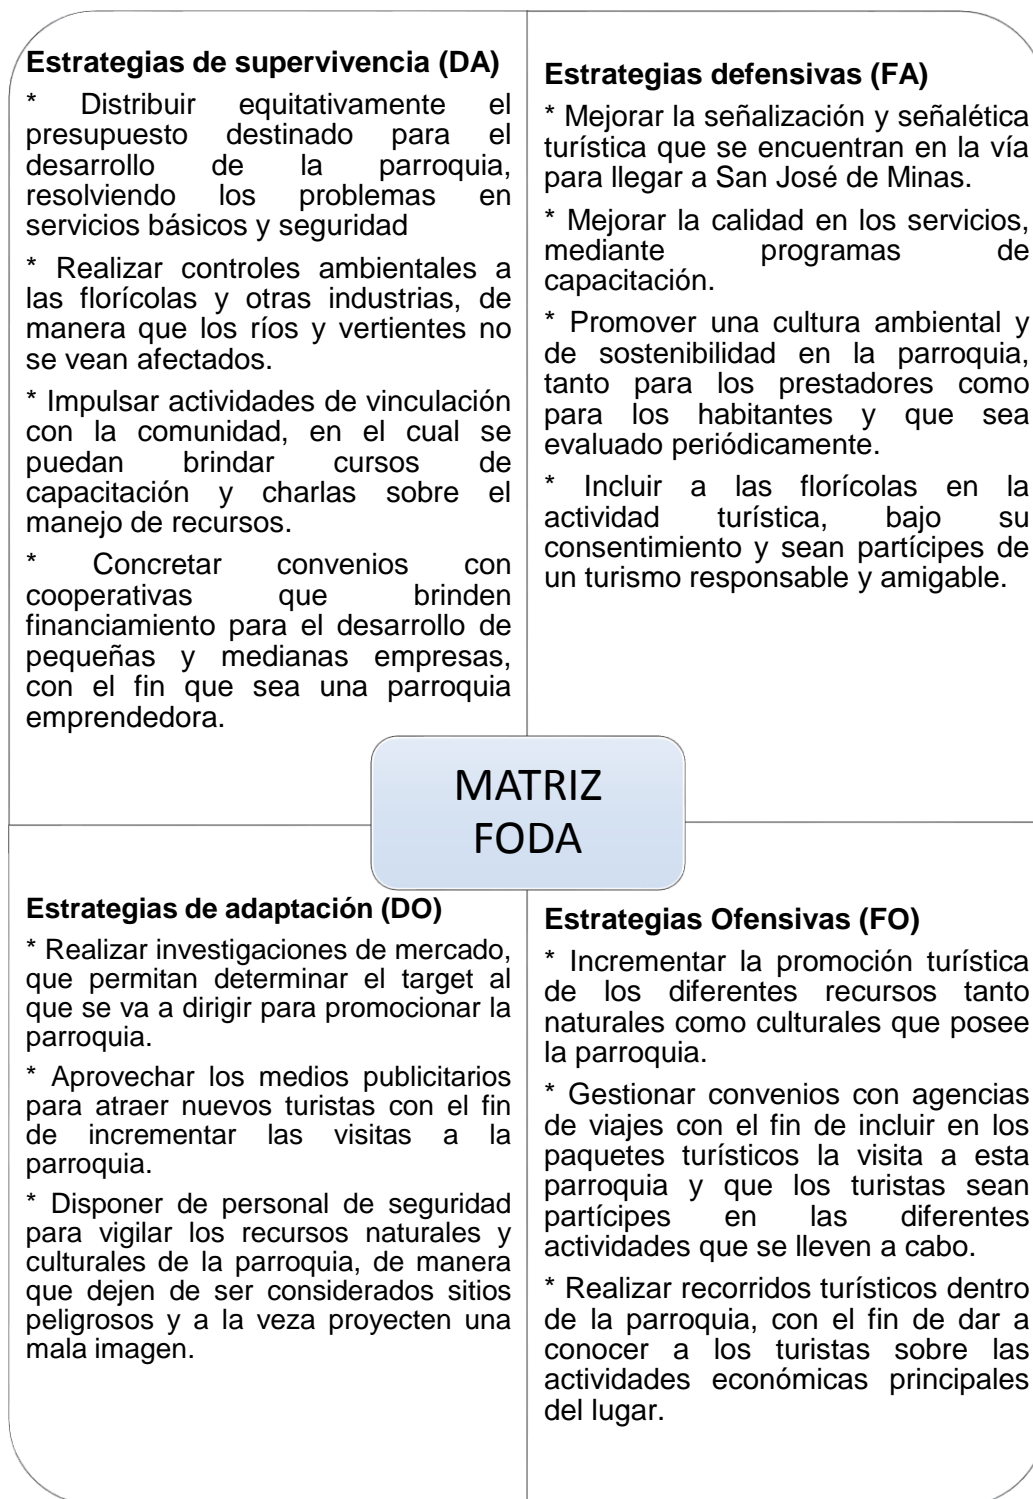 Estrategias de supervivencia (DA)
* Distribuir equitativamente el
presupuesto destinado para el
desarrollo de la parroquia,
resolviendo los problemas en
servicios básicos y seguridad
* Realizar controles ambientales a
las florícolas y otras industrias, de
manera que los ríos y vertientes no
se vean afectados.
* Impulsar actividades de vinculación
con la comunidad, en el cual se
puedan brindar cursos de
capacitación y charlas sobre el
manejo de recursos.
* Concretar convenios con
cooperativas que brinden
financiamiento para el desarrollo de
pequeñas y medianas empresas,
con el fin que sea una parroquia
emprendedora.
Estrategias defensivas (FA)
* Mejorar la señalización y señalética
turística que se encuentran en la vía
para llegar a San José de Minas.
* Mejorar la calidad en los servicios,
mediante programas de
capacitación.
* Promover una cultura ambiental y
de sostenibilidad en la parroquia,
tanto para los prestadores como
para los habitantes y que sea
evaluado periódicamente.
* Incluir a las florícolas en la
actividad turística, bajo su
consentimiento y sean partícipes de
un turismo responsable y amigable.
MATRIZ
FODA
Estrategias de adaptación (DO)
* Realizar investigaciones de mercado,
que permitan determinar el target al
que se va a dirigir para promocionar la
parroquia.
* Aprovechar los medios publicitarios
para atraer nuevos turistas con el fin
de incrementar las visitas a la
parroquia.
* Disponer de personal de seguridad
para vigilar los recursos naturales y
culturales de la parroquia, de manera
que dejen de ser considerados sitios
peligrosos y a la veza proyecten una
mala imagen.
Estrategias Ofensivas (FO)
* Incrementar la promoción turística
de los diferentes recursos tanto
naturales como culturales que posee
la parroquia.
* Gestionar convenios con agencias
de viajes con el fin de incluir en los
paquetes turísticos la visita a esta
parroquia y que los turistas sean
partícipes en las diferentes
actividades que se lleven a cabo.
* Realizar recorridos turísticos dentro
de la parroquia, con el fin de dar a
conocer a los turistas sobre las
actividades económicas principales
del lugar.